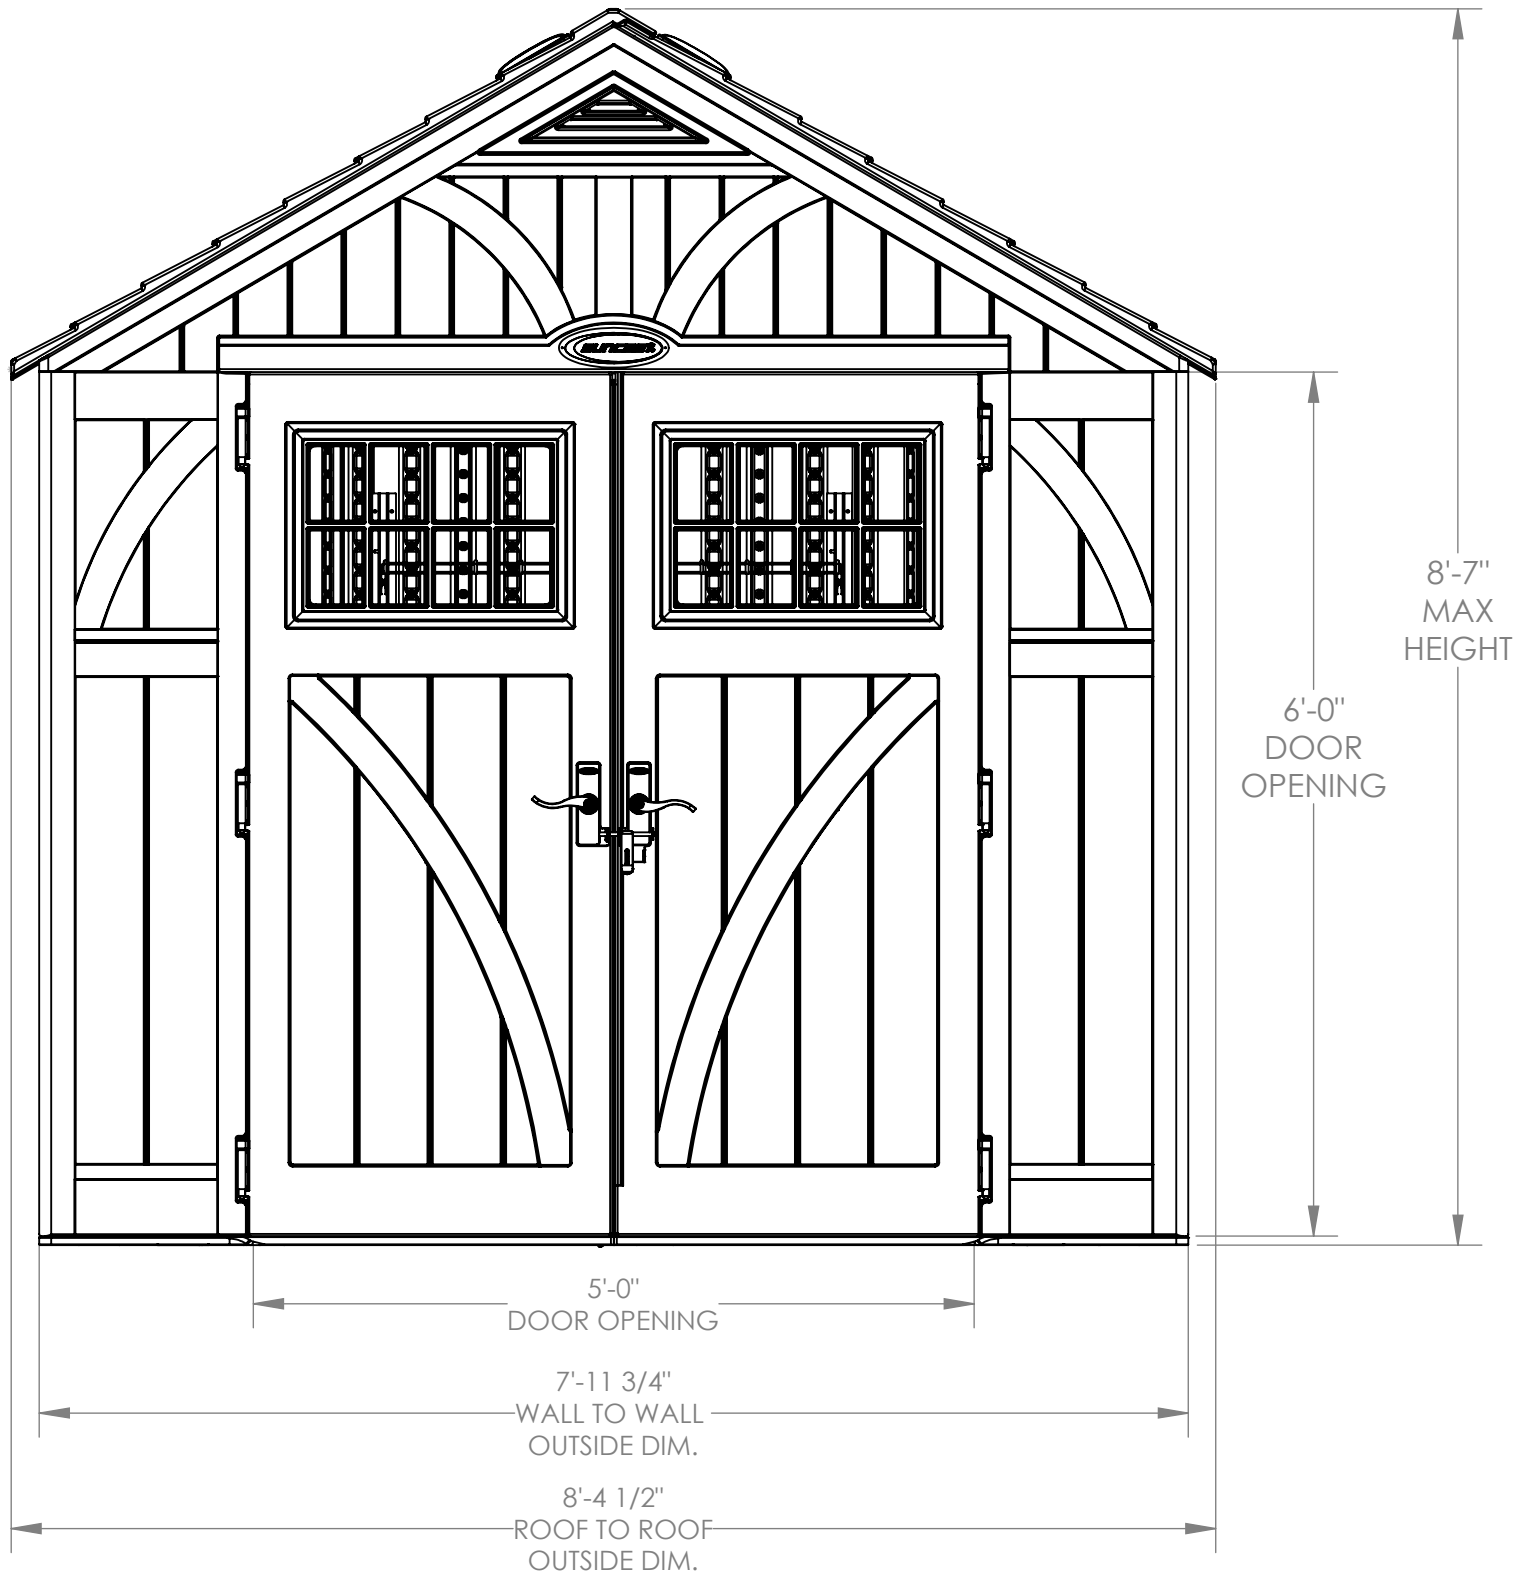 SUNCAST
8'-7"
MAX
HEIGHT
6'-0"
DOOR
OPENING
5'-0"
DOOR OPENING
7'-11 3/4"
WALL TO WALL
OUTSIDE DIM.
8'-4 1/2"
ROOF TO ROOF
OUTSIDE DIM.